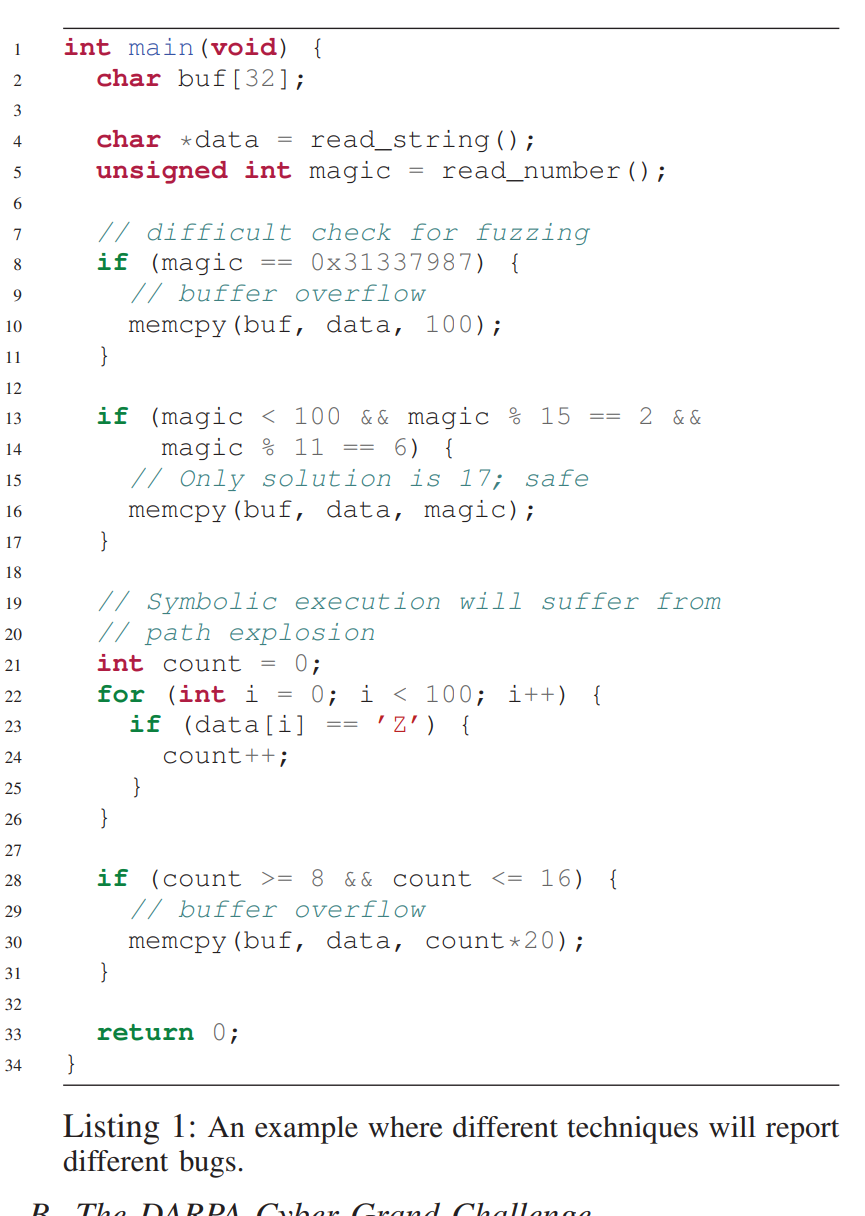 1 int main(void) {
2 char buf[32];
3
4 char *data = read_string();
5 unsigned int magic = read_number();
6
7 // difficult check for fuzzing
8 if (magic == 0x31337987) {
9 // buffer overflow
10 memcpy(buf, data, 100);
11 }
12
13 if (magic < 100 && magic % 15 == 2 &&
14 magic % 11 == 6) {
15 // Only solution is 17; safe
16 memcpy(buf, data, magic);
17 }
18
19 // Symbolic execution will suffer from
20 // path explosion
21 int count = 0;
22 for (int i = 0; i < 100; i++) {
23 if (data[i] == 'Z') {
24 count++;
25 }
26 }
27
28 if (count >= 8 && count <= 16) {
29 // buffer overflow
30 memcpy(buf, data, count*20);
31 }
32
33 return 0;
34 }
Listing 1: An example where different techniques will report
different bugs.
B. The DARPA Cyber Grand Challenge